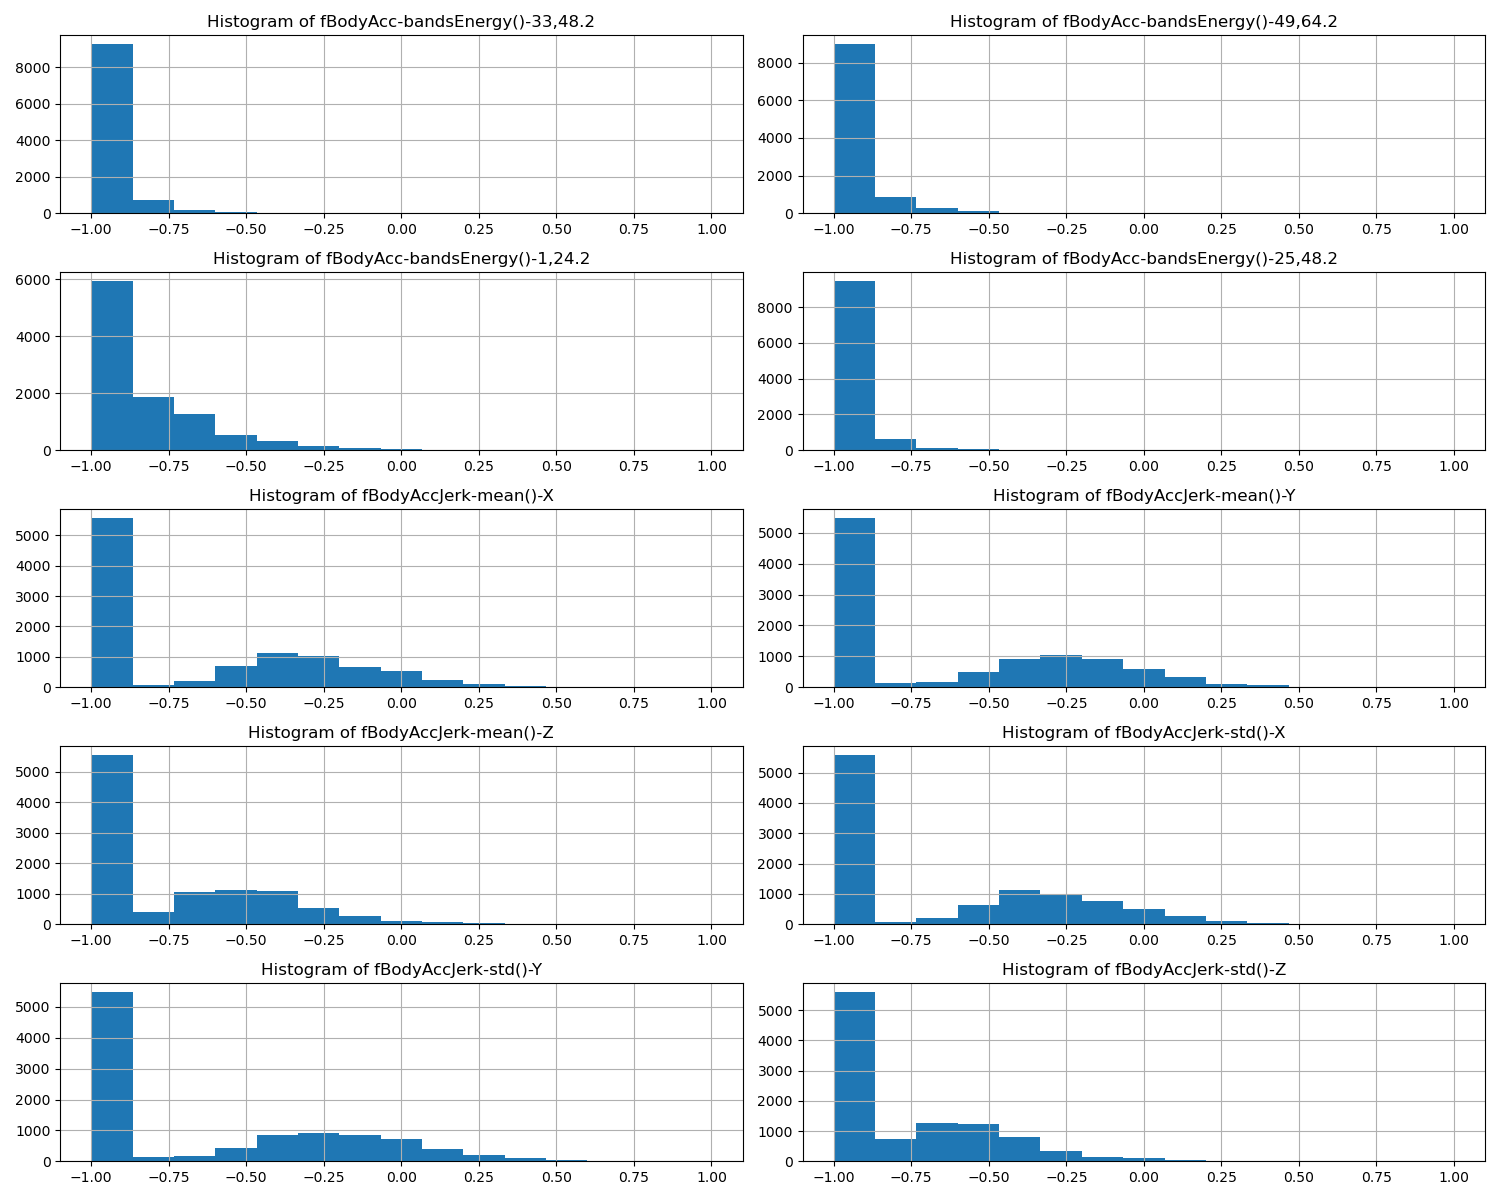 Histogram of fBodyAcc-bandsEnergy()-33,48.2
8000
6000
4000
2000
0
−1.00 −0.75 −0.50 −0.25 0.00 0.25 0.50 0.75 1.00
Histogram of fBodyAcc-bandsEnergy()-49,64.2
8000
6000
4000
2000
0
−1.00 −0.75 −0.50 −0.25 0.00 0.25 0.50 0.75 1.00
Histogram of fBodyAcc-bandsEnergy()-1,24.2
6000
4000
2000
0
−1.00 −0.75 −0.50 −0.25 0.00 0.25 0.50 0.75 1.00
Histogram of fBodyAcc-bandsEnergy()-25,48.2
8000
6000
4000
2000
0
−1.00 −0.75 −0.50 −0.25 0.00 0.25 0.50 0.75 1.00
Histogram of fBodyAccJerk-mean()-X
5000
4000
3000
2000
1000
0
−1.00 −0.75 −0.50 −0.25 0.00 0.25 0.50 0.75 1.00
Histogram of fBodyAccJerk-mean()-Y
5000
4000
3000
2000
1000
0
−1.00 −0.75 −0.50 −0.25 0.00 0.25 0.50 0.75 1.00
Histogram of fBodyAccJerk-mean()-Z
5000
4000
3000
2000
1000
0
−1.00 −0.75 −0.50 −0.25 0.00 0.25 0.50 0.75 1.00
Histogram of fBodyAccJerk-std()-X
5000
4000
3000
2000
1000
0
−1.00 −0.75 −0.50 −0.25 0.00 0.25 0.50 0.75 1.00
Histogram of fBodyAccJerk-std()-Y
5000
4000
3000
2000
1000
0
−1.00 −0.75 −0.50 −0.25 0.00 0.25 0.50 0.75 1.00
Histogram of fBodyAccJerk-std()-Z
5000
4000
3000
2000
1000
0
−1.00 −0.75 −0.50 −0.25 0.00 0.25 0.50 0.75 1.00